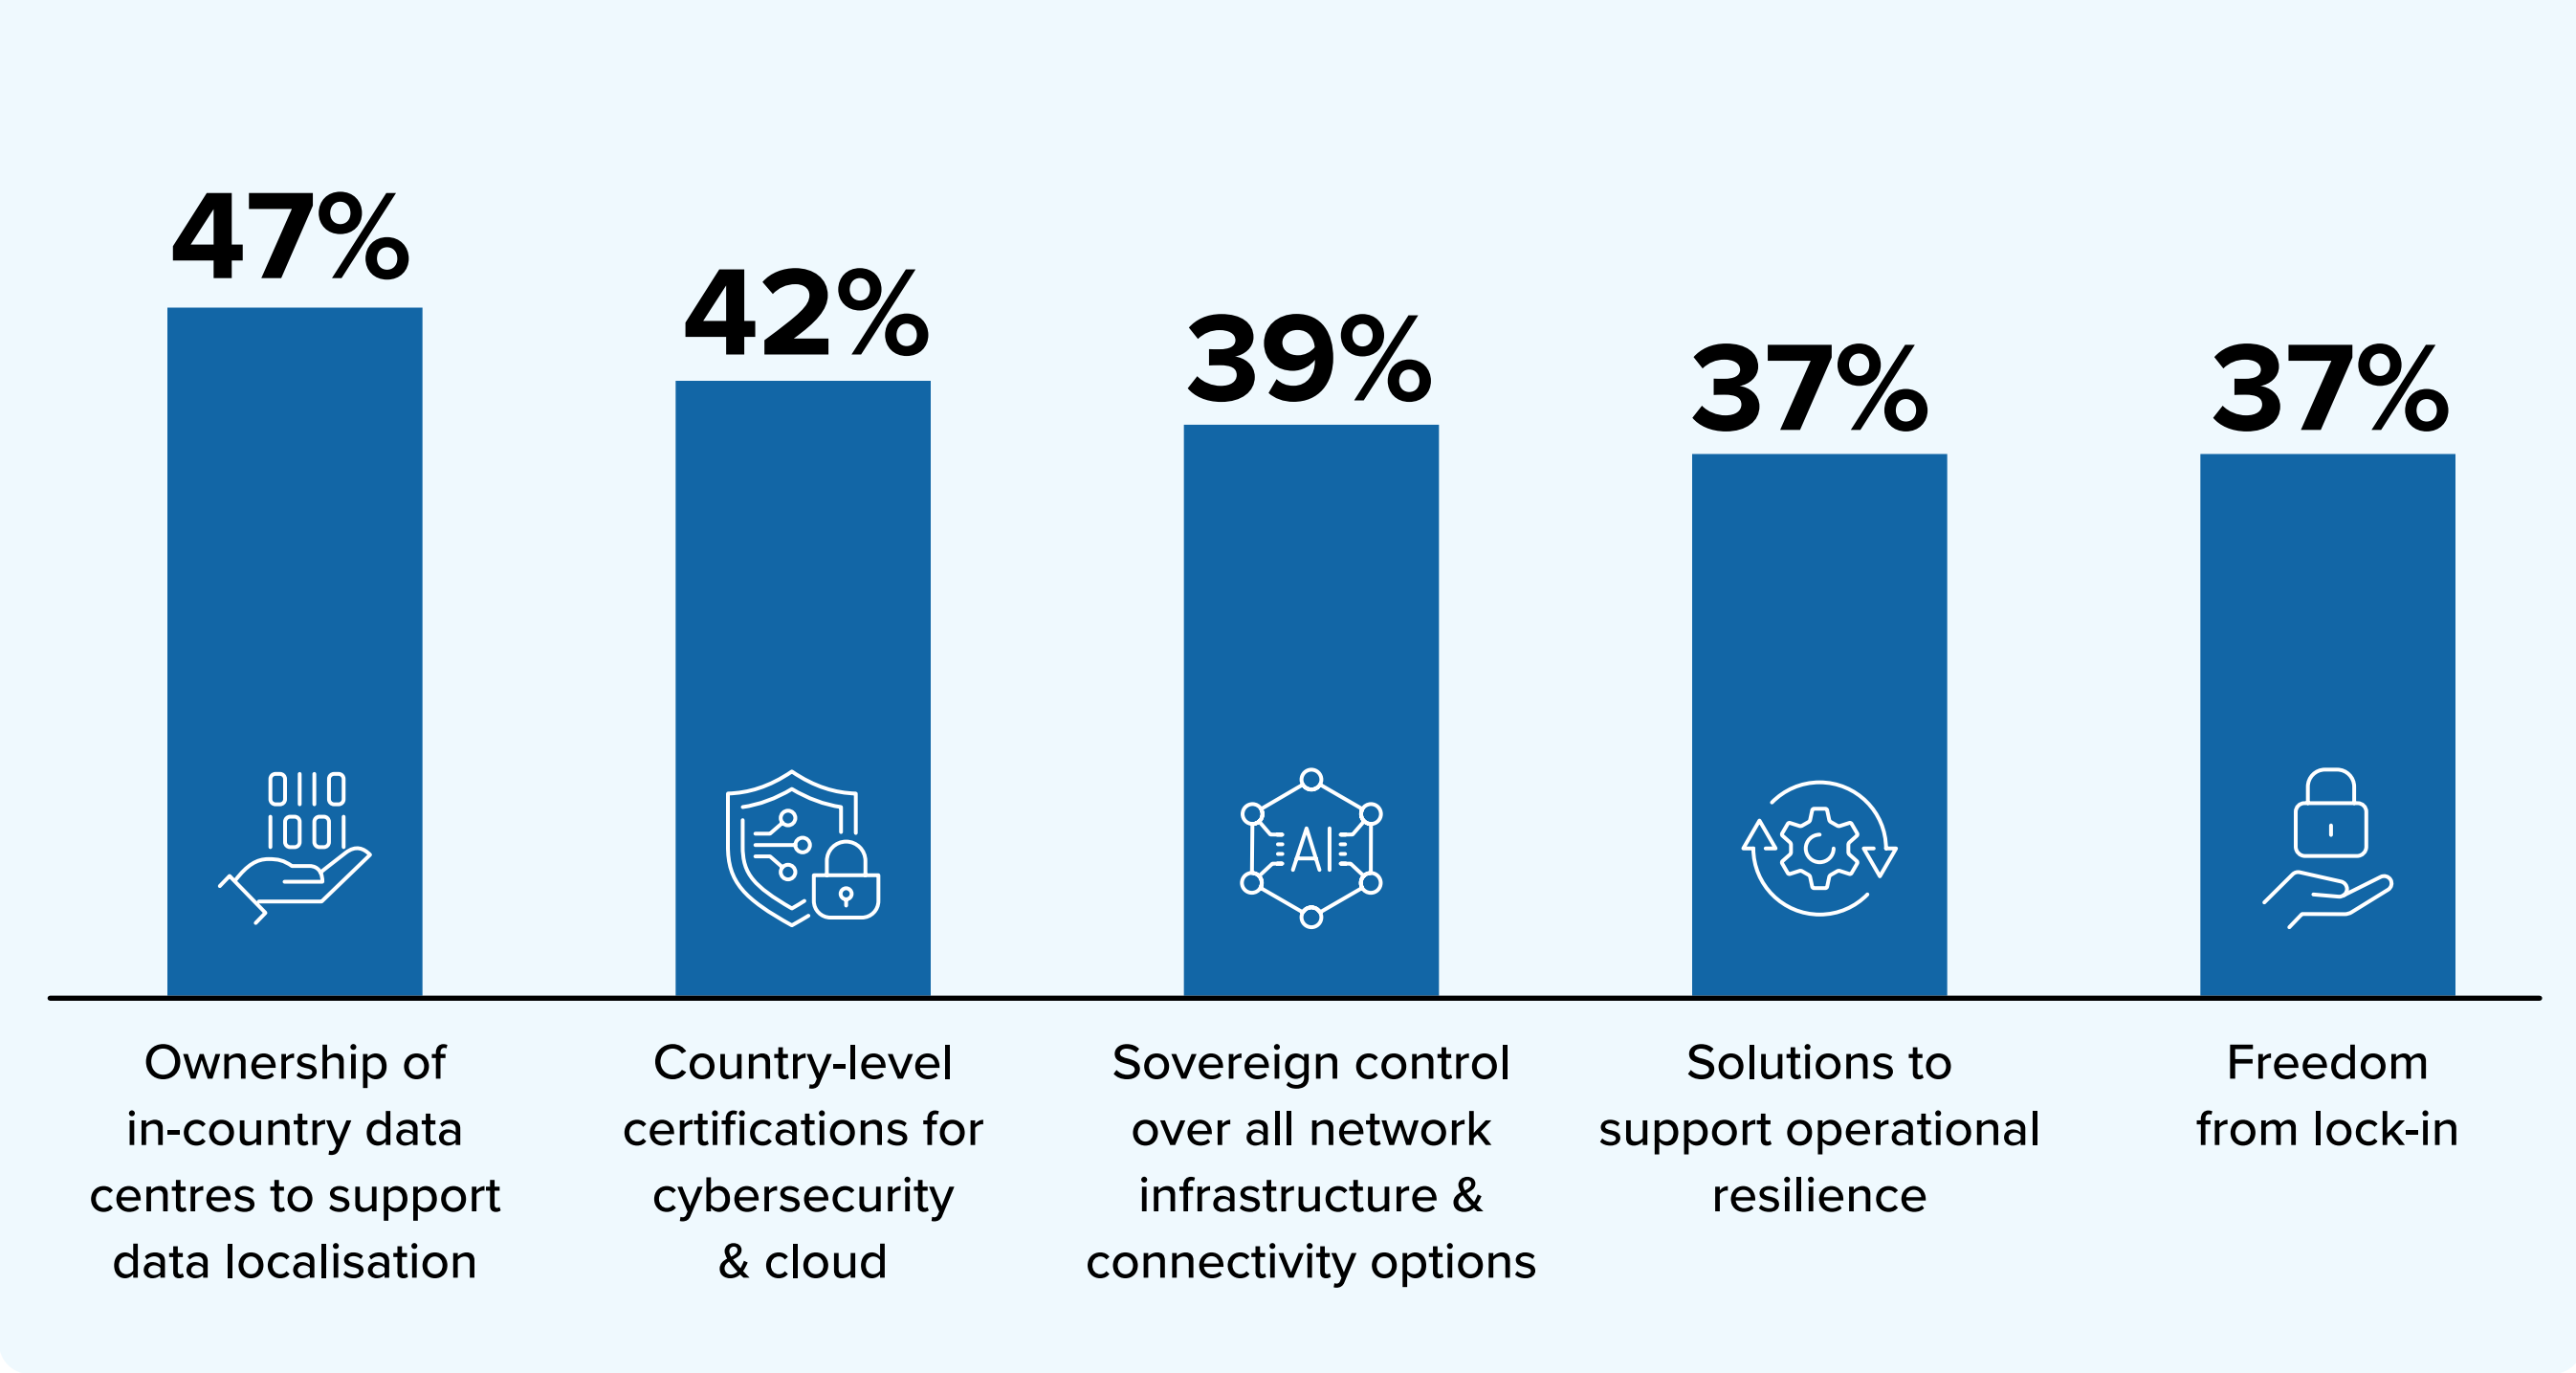 47%
42%
39%
37%
37%
0110
1001
AI
Ownership of
in-country data
centres to support
data localisation
Country-level
certifications for
cybersecurity
& cloud
Sovereign control
over all network
infrastructure &
connectivity options
Solutions to
support operational
resilience
Freedom
from lock-in